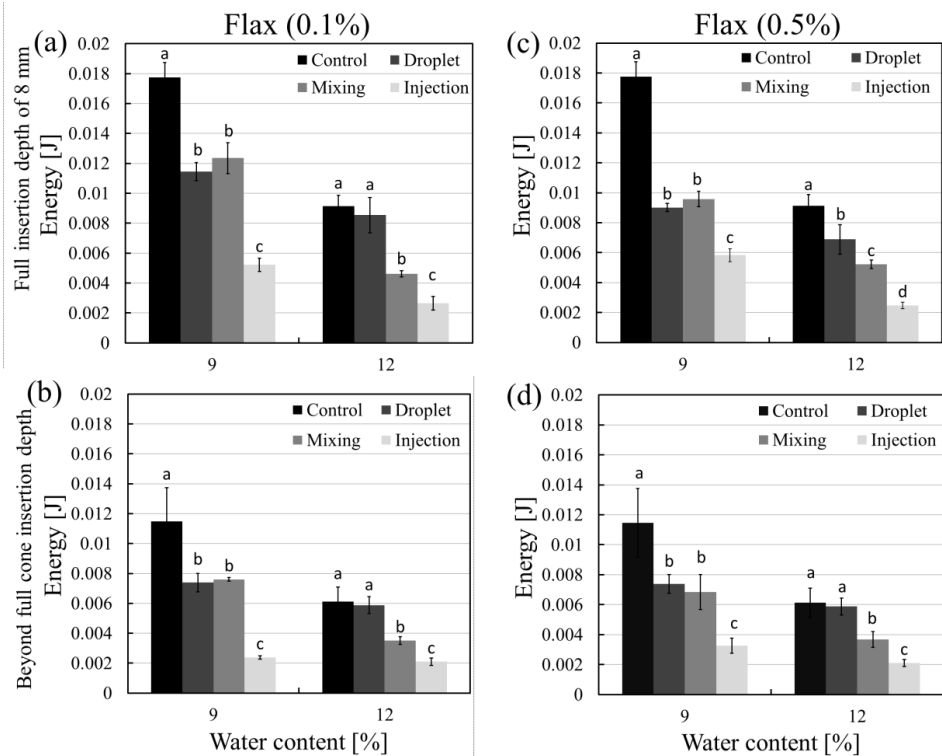 Flax (0.1%)
(a)
Full insertion depth of 8 mm
Energy [J]
0.02
0.018
0.016
0.014
0.012
0.01
0.008
0.006
0.004
0.002
0
Control Droplet
Mixing Injection
a
b
b
c
a
a
b
c
9
12
Flax (0.5%)
(c)
Energy [J]
0.02
0.018
0.016
0.014
0.012
0.01
0.008
0.006
0.004
0.002
0
Control Droplet
Mixing Injection
a
b
b
c
a
b
c
d
9
12
(b)
Beyond full cone insertion depth
Energy [J]
0.02
0.018
0.016
0.014
0.012
0.01
0.008
0.006
0.004
0.002
0
Control Droplet
Mixing Injection
a
b
b
c
a
a
b
c
9
12
Water content [%]
(d)
Energy [J]
0.02
0.018
0.016
0.014
0.012
0.01
0.008
0.006
0.004
0.002
0
Control Droplet
Mixing Injection
a
b
b
c
a
a
b
c
9
12
Water content [%]